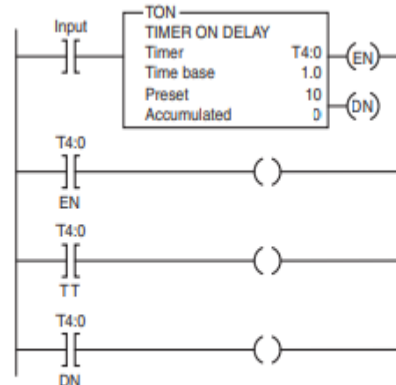 Input
TON
TIMER ON DELAY
Timer T4:0
Time base 1.0
Preset 10
Accumulated 0
EN
DN
T4:0
EN
T4:0
TT
T4:0
DN